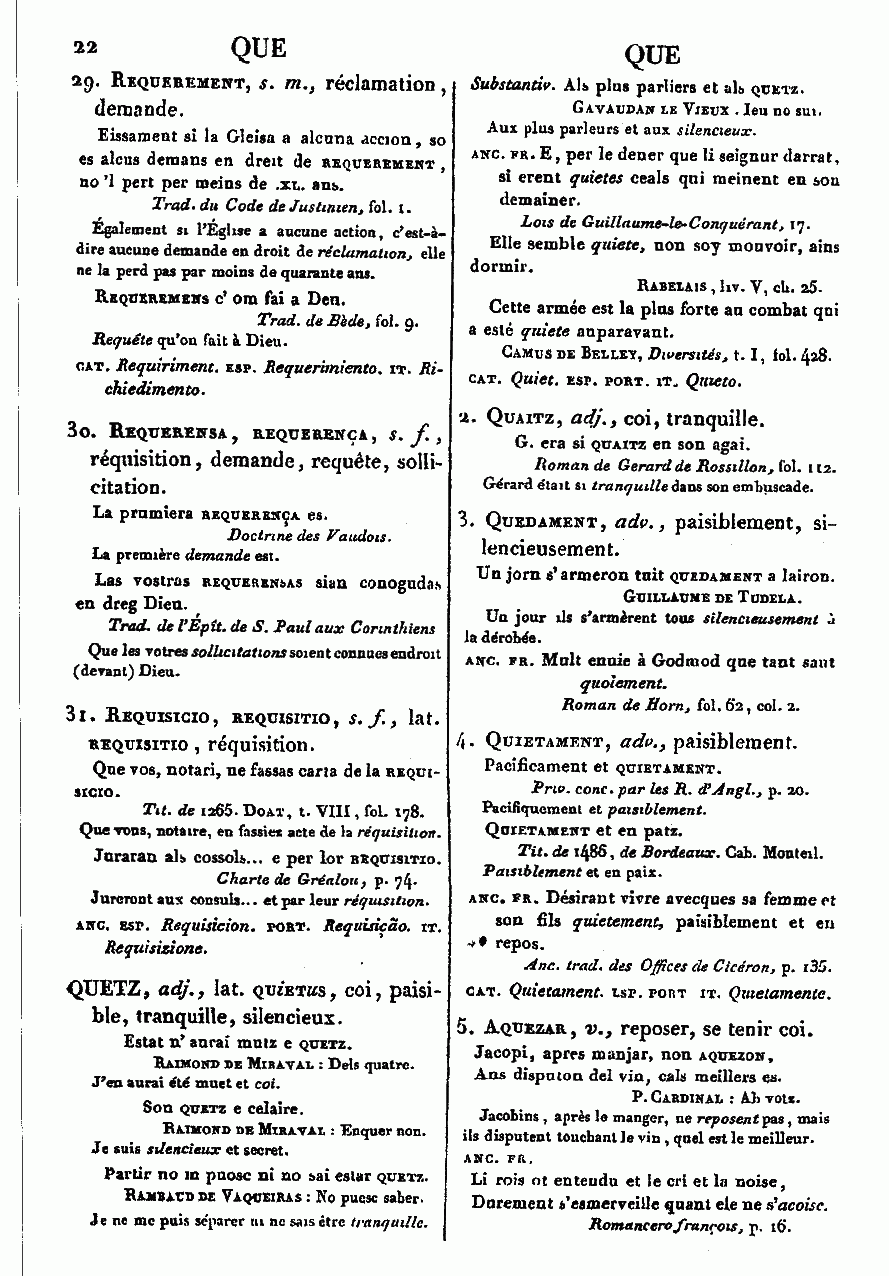 22 QUE QUE
29. REQUEREMENT, s. m., réclamation,
demande.
Eissament si la Gleisa a alcuna accion, so
es alcus demans en dreit de REQUEREMENT,
no 'l pert per meins de .XL. ans.
Trad. du Code de Justinien, fol. 1.
Également si l'Église a aucune action, c'est-à-
dire aucune demande en droit de réclamation, elle
ne la perd pas par moins de quarante ans.
REQUEREMENS c' om fai a Deu.
Trad. de Bède, fol. 9.
Requête qu'on fait à Dieu.
CAT. Requiriment. ESP. Requerimiento. IT. Ri-
chiedimento.
30. REQUERENSA, REQUERENÇA, s. f.,
réquisition, demande, requête, solli-
citation.
La prumiera REQUERENÇA es.
Doctrine des Vaudois.
La première demande est.
Las vostras REQUERENSAS sian conogudas
en dreg Dieu.
Trad. de l'Épît. de S. Paul aux Corinthiens
Que les votres sollicitations soient connues endroit
(devant) Dieu.
31. REQUISICIO, REQUISITIO, s. f., lat.
REQUISITIO, réquisition.
Que vos, notari, ne fassas carta de la REQUI-
SICIO.
Tit. de 1265. DOAT, t. VIII, fol. 178.
Que vous, notaire, en fassiez acte de la réquisition.
Juraran als cossols... e per lor REQUISITIO.
Charte de Gréalou, p. 74.
Jureront aux consuls... et par leur réquisition.
ANC. ESP. Requisicion. PORT. Requisição. IT.
Requisizione.
QUETZ, adj., lat. QUIETUS, coi, paisi-
ble, tranquille, silencieux.
Estat n' aurai mutz e QUETZ.
RAIMOND DE MIRAVAL : Dels quatre.
J'en aurai été muet et coi.
Son QUETZ e celaire.
RAIMOND DE MIRAVAL : Enquer non.
Je suis silencieux et secret.
Partir no m puosc ni no sai estar QUETZ.
RAMBAUD DE VAQUEIRAS : No puesc saber.
Je ne me puis séparer ni ne sais être tranquille.
Substantiv. Als plus parliers et als QUETZ.
GAVAUDAN LE VIEUX. Ieu no sui.
Aux plus parleurs et aux silencieux.
ANC. FR. E, per le dener que li seignur darrat,
si erent quietes ceals qui meinent en son
demainer.
Lois de Guillaume-le-Conquérant, 17.
Elle semble quiete, non soy mouvoir, ains
dormir.
RABELAIS, liv. V, ch. 25.
Cette armée est la plus forte au combat qui
a esté quiete auparavant.
CAMUS DE BELLEY, Diversités, t. I, fol. 428.
CAT. Quiet. ESP. PORT. IT. Quieto.
2. QUAITZ, adj., coi, tranquille.
G. era si QUAITZ en son agai.
Roman de Gerard de Rossillon, fol. 112.
Gérard était si tranquille dans son embuscade.
3. QUEDAMENT, adv., paisiblement, si-
lencieusement.
Un jorn s'armeron tuit QUEDAMENT a lairon.
GUILLAUME DE TUDELA.
Un jour ils s'armèrent tous silencieusement à
la dérobée.
ANC. FR. Mult ennie à Godmod que tant sunt
quoiement.
Roman de Horn, fol. 62, col. 2.
4. QUIETAMENT, adv., paisiblement.
Pacificament et QUIETAMENT.
Priv. conc. par les R. d'Angl., p. 20.
Pacifiquement et paisiblement.
QUIETAMENT et en patz.
Tit. de 1486, de Bordeaux. Cab. Monteil.
Paisiblement et en paix.
ANC. FR. Désirant vivre avecques sa femme et
son fils quietement, paisiblement et en
repos.
Anc. trad. des Offices de Cicéron, p. 135.
CAT. Quietament. ESP. PORT IT. Quietamente.
5. AQUEZAR, v., reposer, se tenir coi.
Jacopi, apres manjar, non AQUEZON,
Ans disputon del vin, cals meillers es.
P. CARDINAL : Ab votz.
Jacobins, après le manger, ne reposent pas, mais
ils disputent touchant le vin, quel est le meilleur.
ANC. FR.
Li rois ot entendu et le cri et la noise,
Durement s'esmerveille quant ele ne s'acoise.
Romancero françois, p. 16.